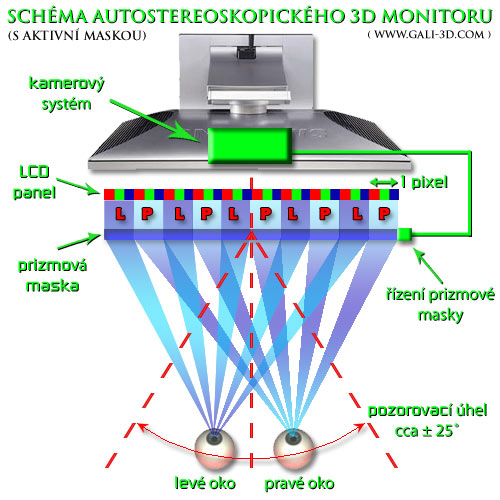 SCHÉMA AUTOSTEREOSKOPICKÉHO 3D MONITORU
(S AKTIVNÍ MASKOU) ( WWW.GALI-3D.COM )
kamerový
systém
LCD
panel
1 pixel
L P L P L P L P L P
prizmová
maska
řízení prizmové
masky
pozorovací úhel
cca ± 25°
levé oko pravé oko